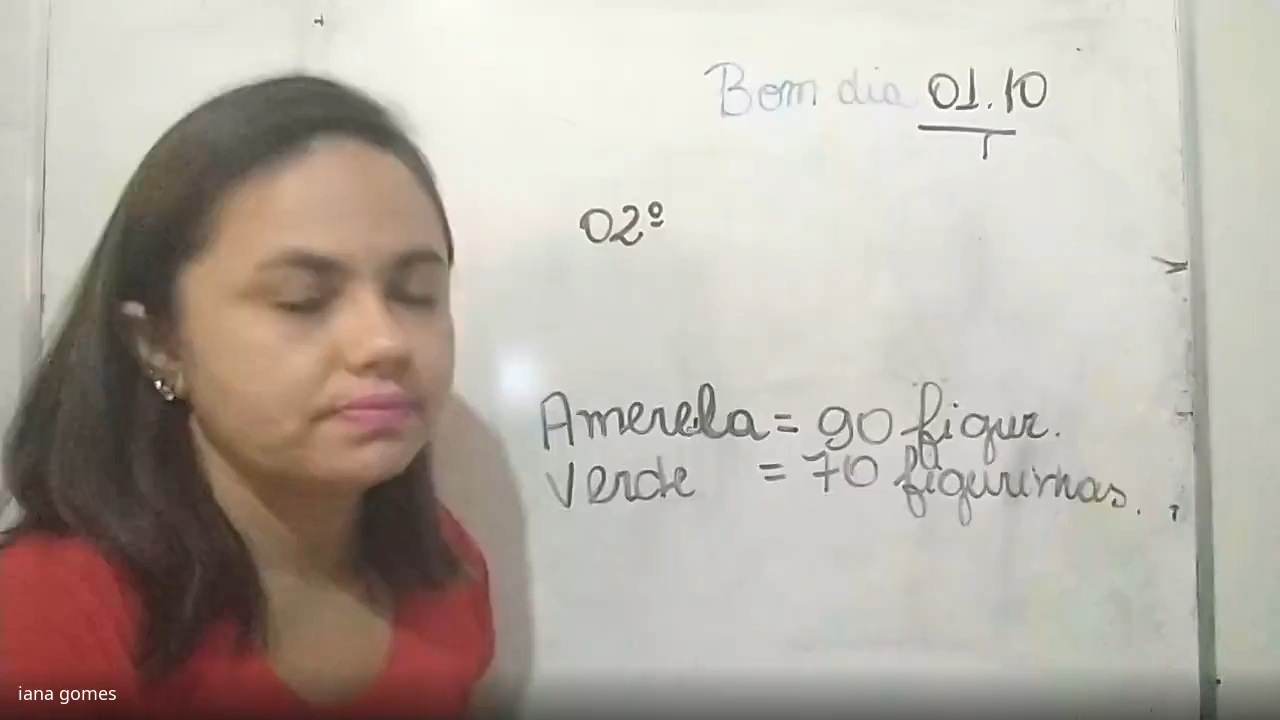 Bom dia 01.10
T
02º
Amerela = 90 figur.
Verde = 70 figurinhas.
iana gomes